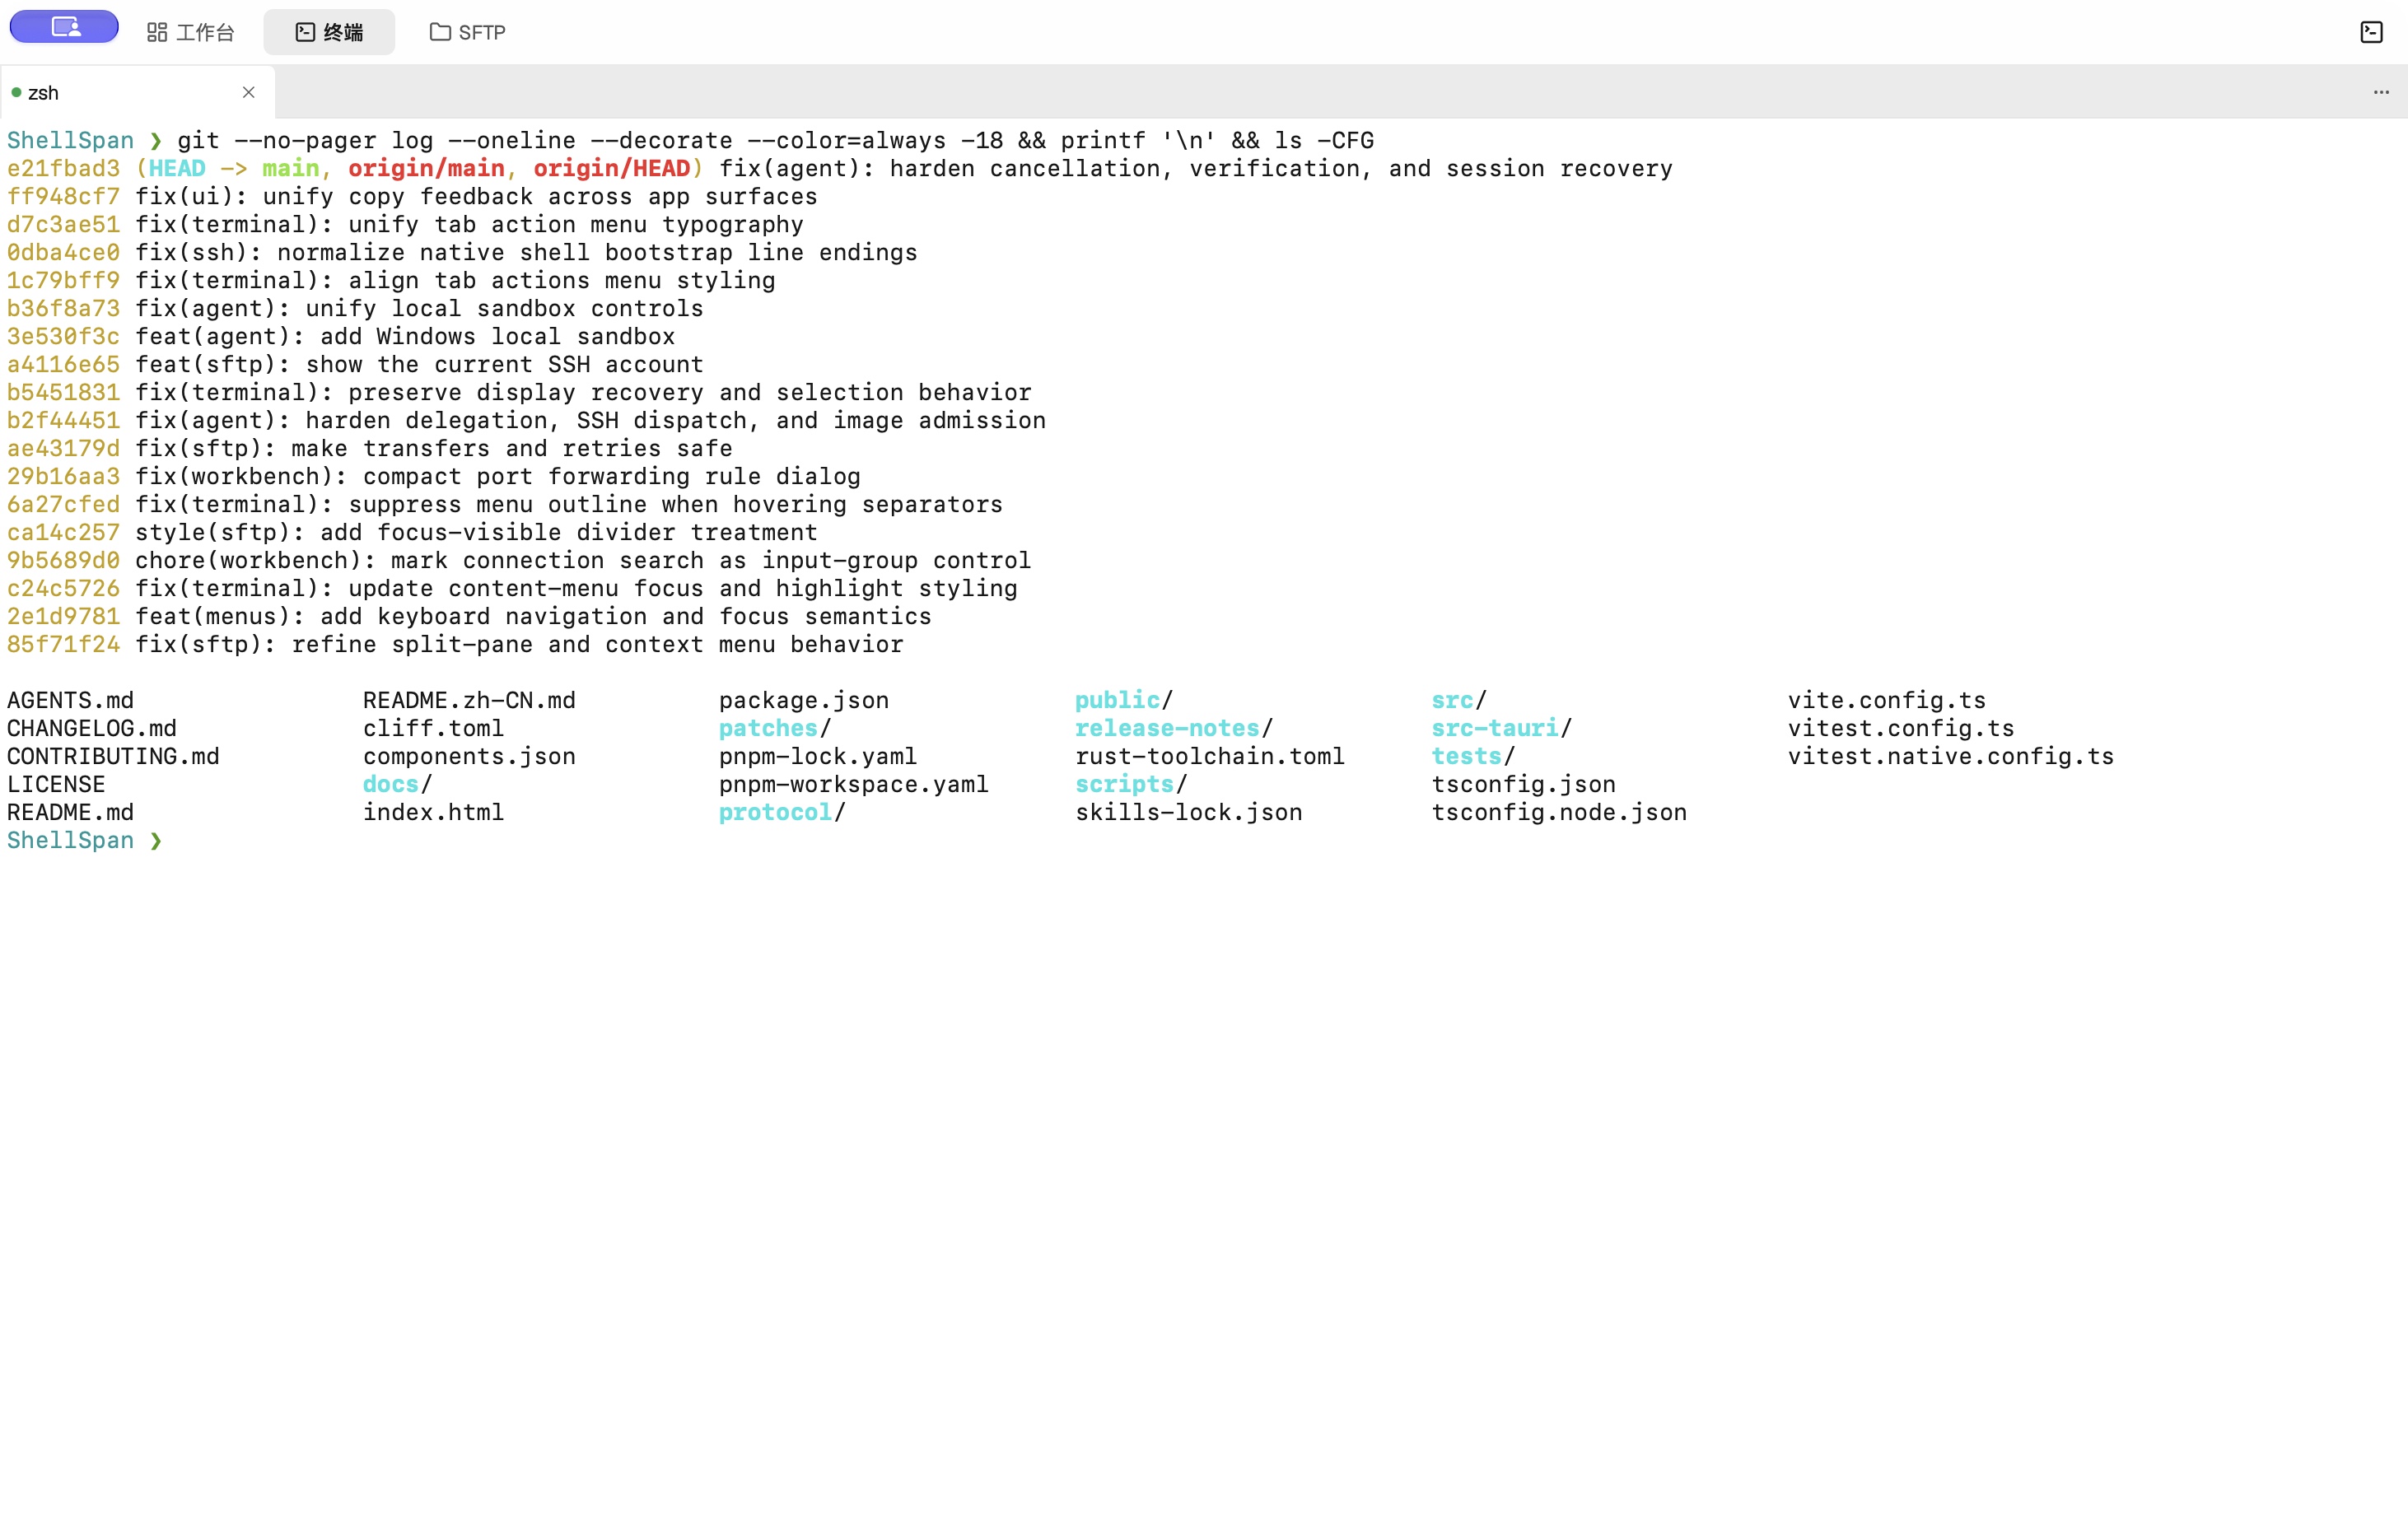 工作台 终端 SFTP
zsh
ShellSpan ❯ git --no-pager log --oneline --decorate --color=always -18 && printf '\n' && ls -CFG
e21fbad3 (HEAD -> main, origin/main, origin/HEAD) fix(agent): harden cancellation, verification, and session recovery
ff948cf7 fix(ui): unify copy feedback across app surfaces
d7c3ae51 fix(terminal): unify tab action menu typography
0dba4ce0 fix(ssh): normalize native shell bootstrap line endings
1c79bff9 fix(terminal): align tab actions menu styling
b36f8a73 fix(agent): unify local sandbox controls
3e530f3c feat(agent): add Windows local sandbox
a4116e65 feat(sftp): show the current SSH account
b5451831 fix(terminal): preserve display recovery and selection behavior
b2f44451 fix(agent): harden delegation, SSH dispatch, and image admission
ae43179d fix(sftp): make transfers and retries safe
29b16aa3 fix(workbench): compact port forwarding rule dialog
6a27cfed fix(terminal): suppress menu outline when hovering separators
ca14c257 style(sftp): add focus-visible divider treatment
9b5689d0 chore(workbench): mark connection search as input-group control
c24c5726 fix(terminal): update content-menu focus and highlight styling
2e1d9781 feat(menus): add keyboard navigation and focus semantics
85f71f24 fix(sftp): refine split-pane and context menu behavior
AGENTS.md README.zh-CN.md package.json public/ src/ vite.config.ts
CHANGELOG.md cliff.toml patches/ release-notes/ src-tauri/ vitest.config.ts
CONTRIBUTING.md components.json pnpm-lock.yaml rust-toolchain.toml tests/ vitest.native.config.ts
LICENSE docs/ pnpm-workspace.yaml scripts/ tsconfig.json
README.md index.html protocol/ skills-lock.json tsconfig.node.json
ShellSpan ❯